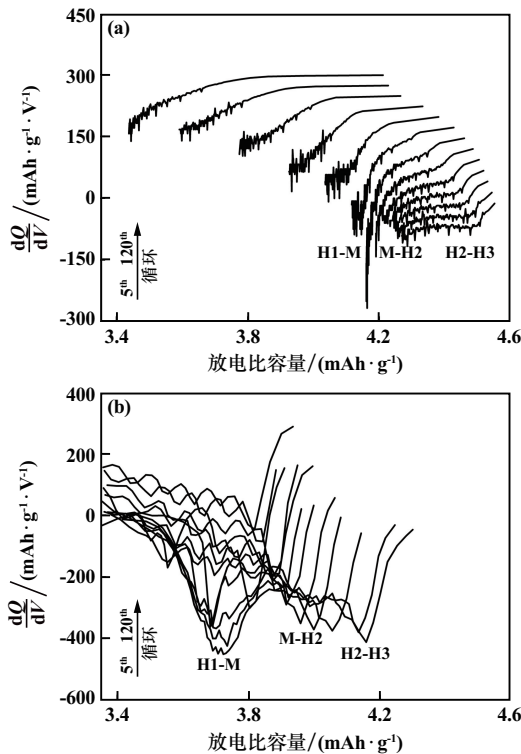 450
(a)
300
150
0
-150
-300
dQ/dV/(mAh·g⁻¹·V⁻¹)
5th 120th
循环
H1-M
M-H2
H2-H3
3.4
3.8
4.2
4.6
放电比容量/(mAh·g⁻¹)
400
(b)
200
0
-200
-400
-600
dQ/dV/(mAh·g⁻¹·V⁻¹)
5th 120th
循环
H1-M
M-H2
H2-H3
3.4
3.8
4.2
4.6
放电比容量/(mAh·g⁻¹)